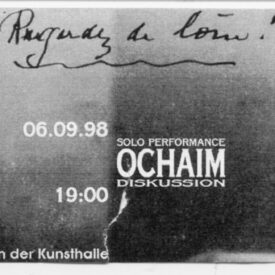 Regardez de loin!
06.09.98
SOLO PERFORMANCE
OCHAIM
DISKUSSION
19:00
n der Kunsthalle